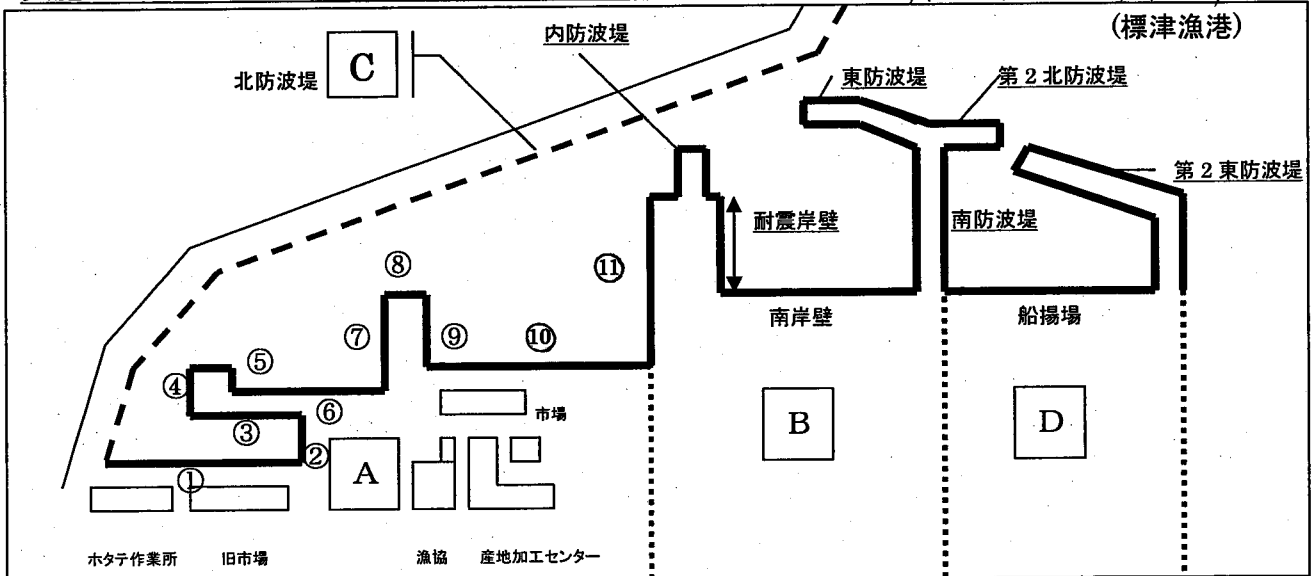 (標津漁港)
内防波堤
北防波堤
C
東防波堤
第2北防波堤
第2東防波堤
耐震岸壁
南防波堤
⑧
⑪
南岸壁
船揚場
⑦
⑨
⑩
⑤
④
⑥
市場
③
②
A
B
D
①
ホタテ作業所
旧市場
漁協
産地加工センター